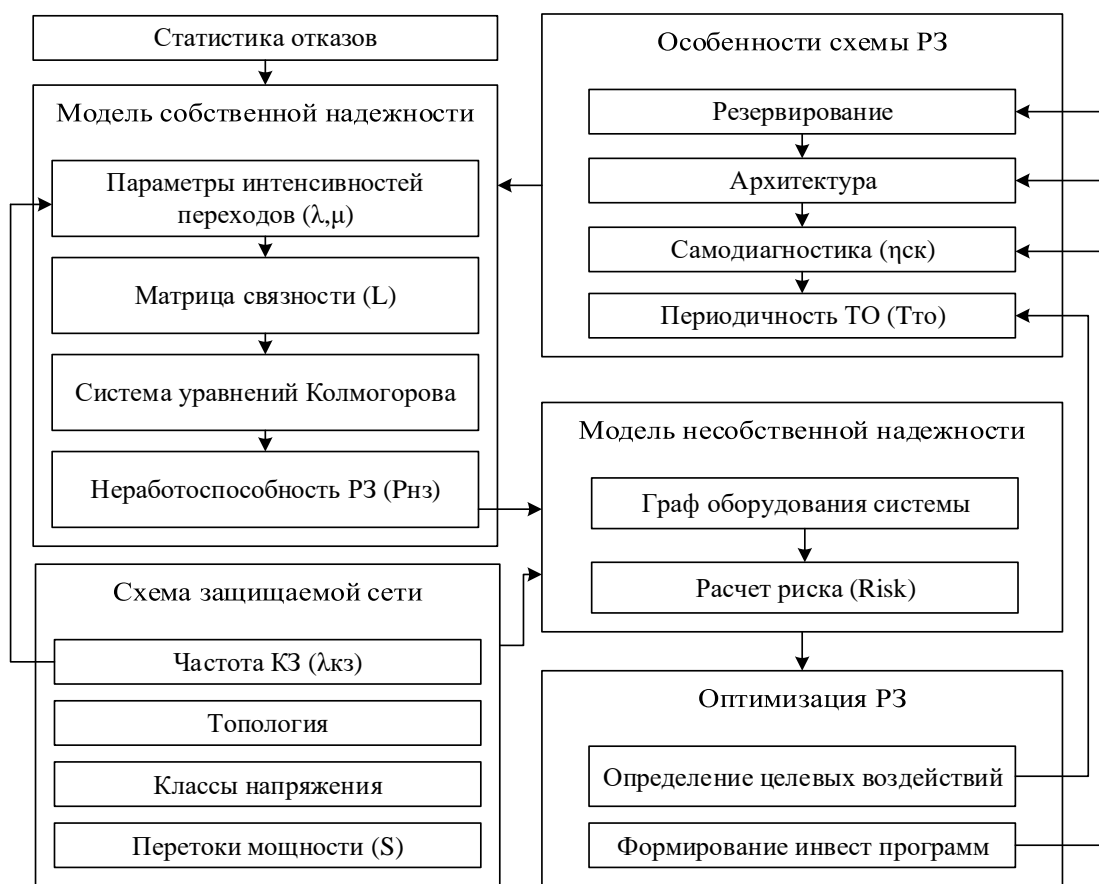 Статистика отказов
Модель собственной надежности
Параметры интенсивностей
переходов (λ,μ)
Матрица связности (L)
Система уравнений Колмогорова
Неработоспособность РЗ (Рнз)
Схема защищаемой сети
Частота КЗ (λкз)
Топология
Классы напряжения
Перетоки мощности (S)
Особенности схемы РЗ
Резервирование
Архитектура
Самодиагностика (ηск)
Периодичность ТО (Тто)
Модель несобственной надежности
Граф оборудования системы
Расчет риска (Risk)
Оптимизация РЗ
Определение целевых воздействий
Формирование инвест программ